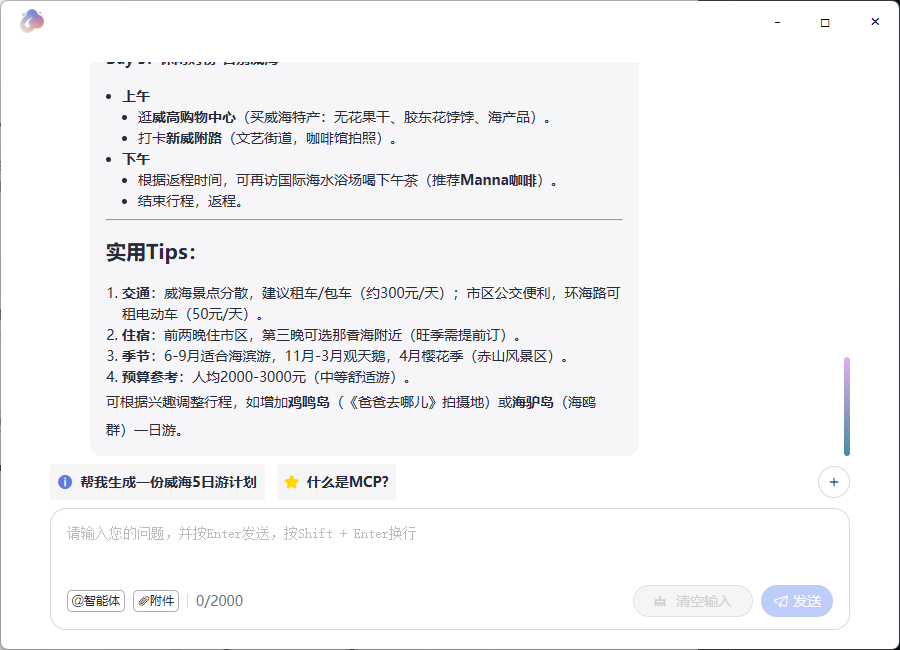 上午
逛威高购物中心（买威海特产：无花果干、胶东花饽饽、海产品）。
打卡新威附路（文艺街道，咖啡馆拍照）。
下午
根据返程时间，可再访国际海水浴场喝下午茶（推荐Manna咖啡）。
结束行程，返程。
实用Tips：
1. 交通：威海景点分散，建议租车/包车（约300元/天）；市区公交便利，环海路可
租电动车（50元/天）。
2. 住宿：前两晚住市区，第三晚可选那香海附近（旺季需提前订）。
3. 季节：6-9月适合海滨游，11月-3月观天鹅，4月樱花季（赤山风景区）。
4. 预算参考：人均2000-3000元（中等舒适游）。
可根据兴趣调整行程，如增加鸡鸣岛（《爸爸去哪儿》拍摄地）或海驴岛（海鸥
群）一日游。
帮我生成一份威海5日游计划
什么是MCP?
请输入您的问题，并按Enter发送，按Shift + Enter换行
@智能体
附件
0/2000
清空输入
发送